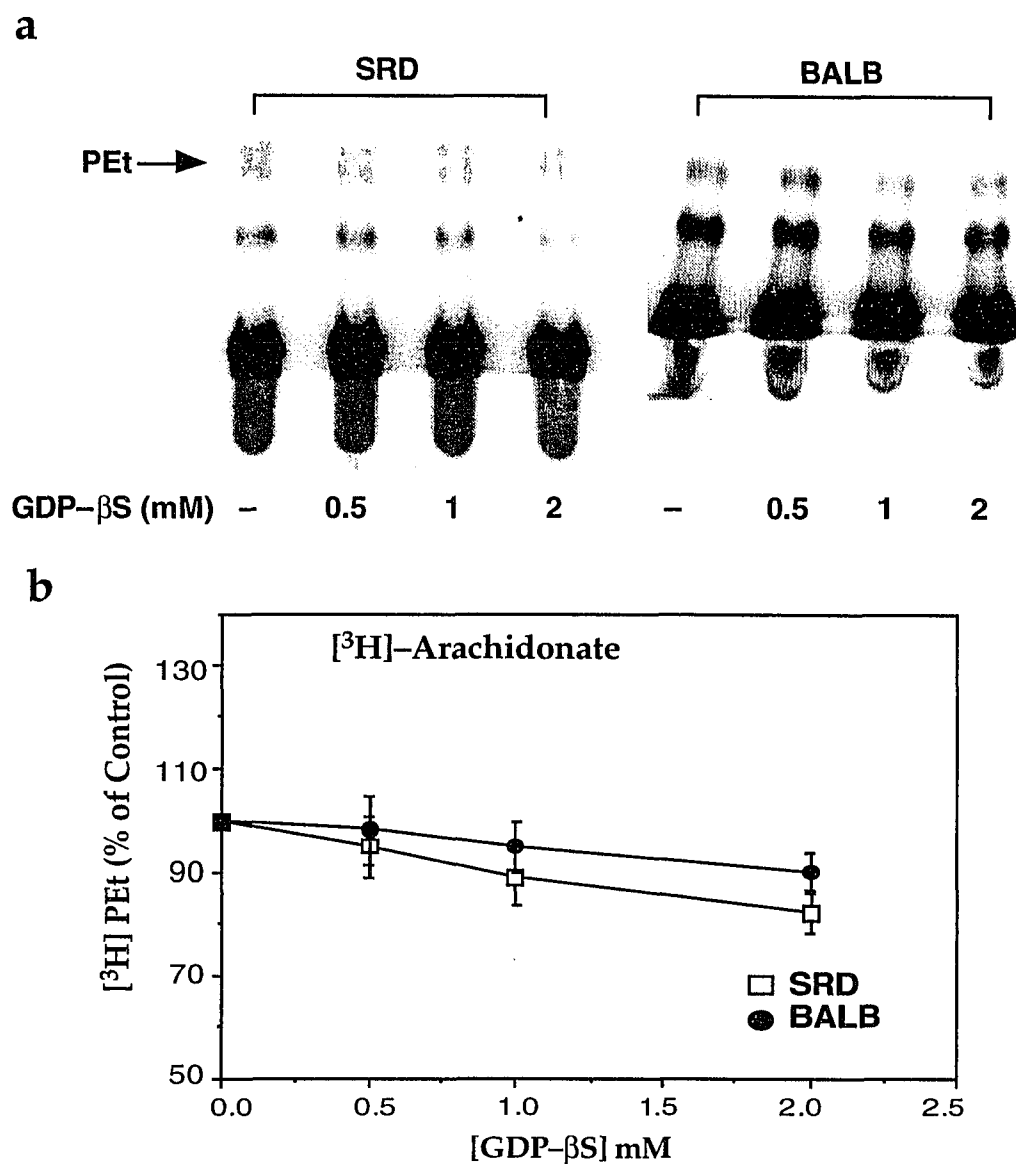 a
SRD BALB
PEt
GDP–βS (mM) – 0.5 1 2 – 0.5 1 2
b
[³H]–Arachidonate
[³H] PEt (% of Control)
130
110
90
70
50
SRD
BALB
0.0 0.5 1.0 1.5 2.0 2.5
[GDP–βS] mM